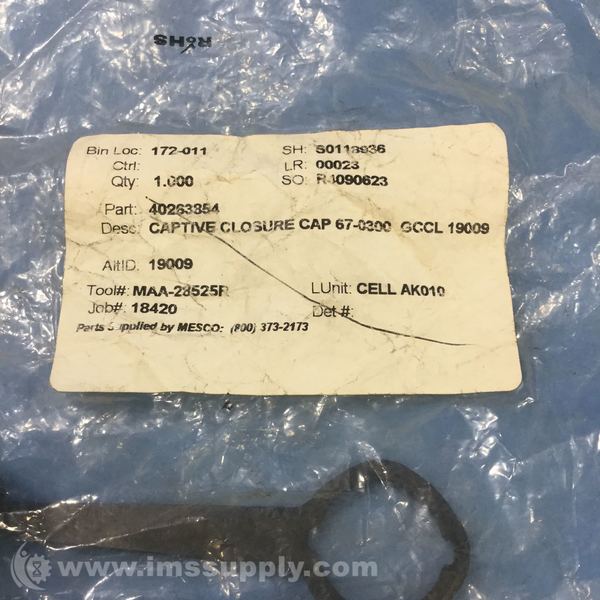 RoHS
Bin Loc: 172-011 SH: S0113936
Ctrl: LR: 00023
Qty: 1.000 SO: R4090623
Part: 40263854
Desc: CAPTIVE CLOSURE CAP 67-0300 GCCL 19009
AltID: 19009
Tool#: MAA-28525R LUnit: CELL AK010
Job#: 18420 Det #:
Parts Supplied by MESCO: (800) 373-2173
www.imssupply.com